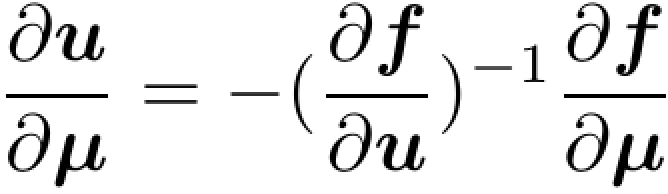 ∂𝒖/∂𝝁 = −(∂𝒇/∂𝒖)⁻¹ ∂𝒇/∂𝝁